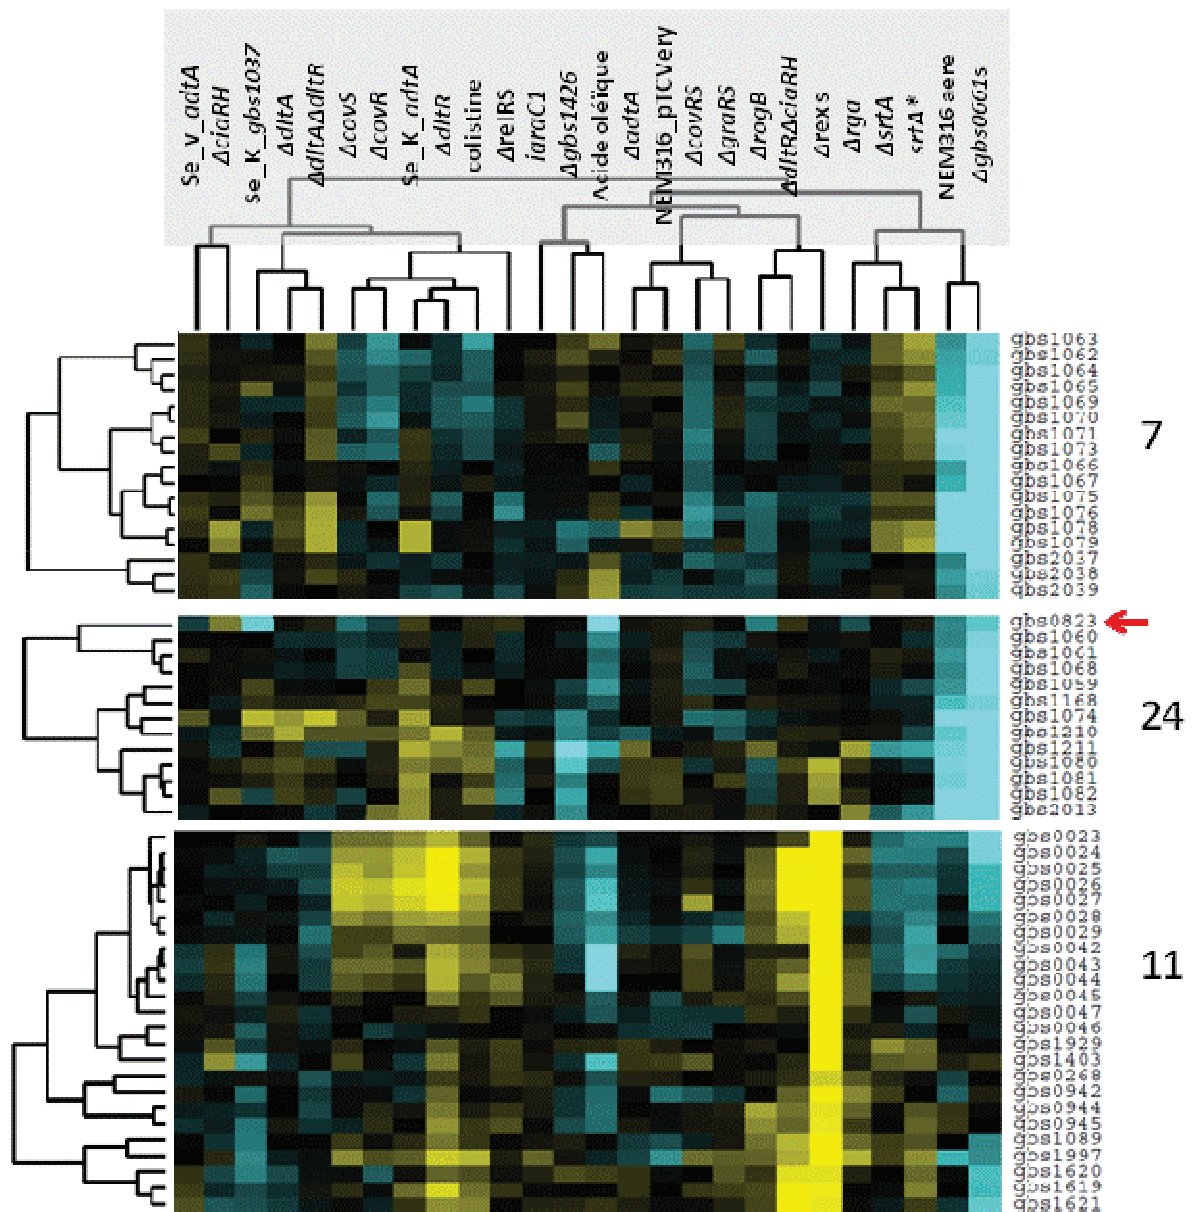 Se_v_adtA
ΔciaRH
Se_K_gbs1037
ΔdltA
ΔdltAΔdltR
ΔcovS
ΔcovR
Se_K_adtA
ΔdltR
colistine
ΔrelRS
iaraC1
Δgbs1426
Acide oléïque
ΔadtA
NEM316_pTCVery
ΔcovRS
ΔgraRS
ΔrogB
ΔdltRΔciaRH
Δrex s
Δrga
ΔsrtA
srtA*
NEM316 aere
Δgbs0661s
gbs1063
gbs1062
gbs1064
gbs1065
gbs1069
gbs1070
gbs1071
gbs1073
gbs1066
gbs1067
gbs1075
gbs1076
gbs1078
gbs1079
gbs2037
gbs2038
gbs2039
7
gbs0823
gbs1060
gbs1061
gbs1068
gbs1059
gbs1168
gbs1074
gbs1210
gbs1211
gbs1080
gbs1081
gbs1082
gbs2013
24
gbs0023
gbs0024
gbs0025
gbs0026
gbs0027
gbs0028
gbs0029
gbs0042
gbs0043
gbs0044
gbs0045
gbs0047
gbs0046
gbs1929
gbs1403
gbs0268
gbs0942
gbs0944
gbs0945
gbs1089
gbs1997
gbs1620
gbs1619
gbs1621
11